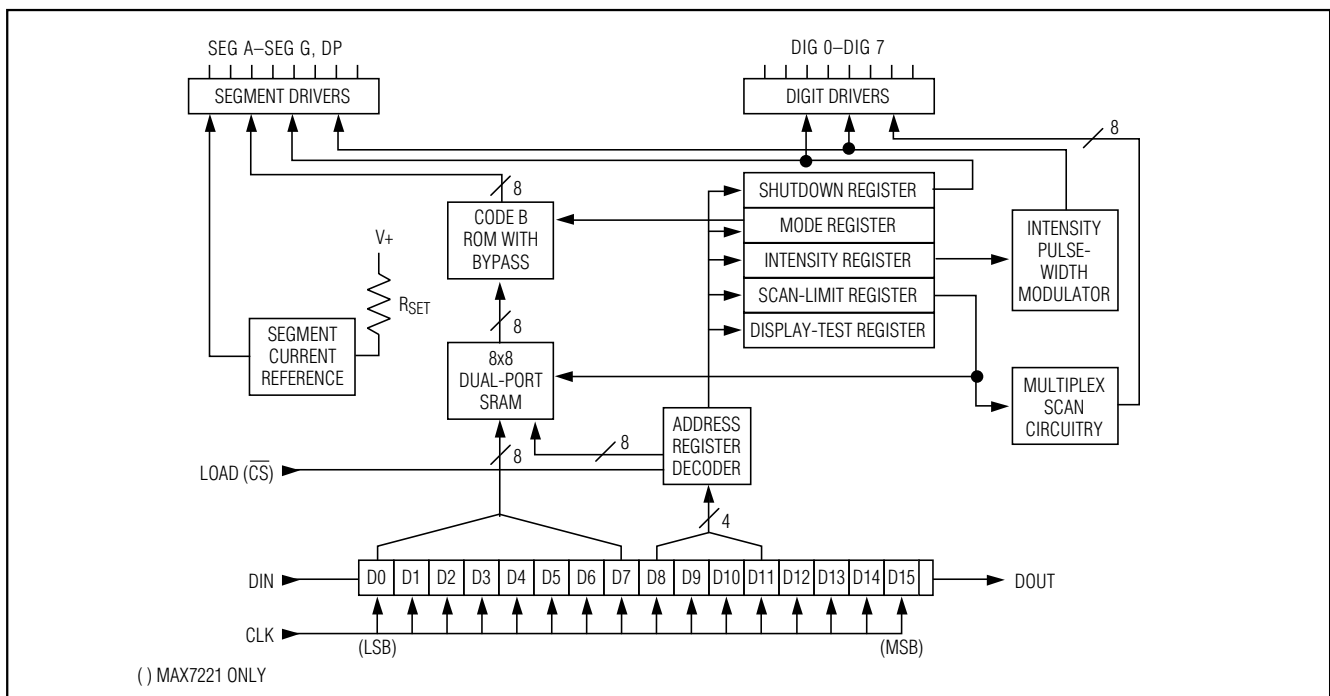 SEG A–SEG G, DP
DIG 0–DIG 7
SEGMENT DRIVERS
DIGIT DRIVERS
8
8
SHUTDOWN REGISTER
MODE REGISTER
INTENSITY REGISTER
SCAN-LIMIT REGISTER
DISPLAY-TEST REGISTER
CODE B
ROM WITH
BYPASS
INTENSITY
PULSE-
WIDTH
MODULATOR
V+
RSET
8
SEGMENT
CURRENT
REFERENCE
8x8
DUAL-PORT
SRAM
MULTIPLEX
SCAN
CIRCUITRY
ADDRESS
REGISTER
DECODER
8
8
LOAD (C̅S̅)
4
DIN
D0 D1 D2 D3 D4 D5 D6 D7 D8 D9 D10 D11 D12 D13 D14 D15
DOUT
CLK
(LSB)
(MSB)
( ) MAX7221 ONLY